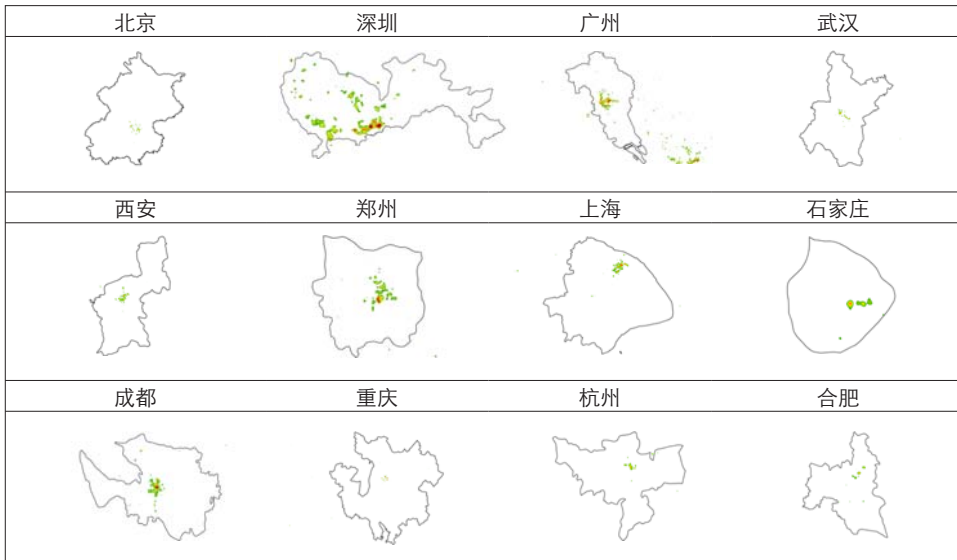 北京 深圳 广州 武汉
西安 郑州 上海 石家庄
成都 重庆 杭州 合肥